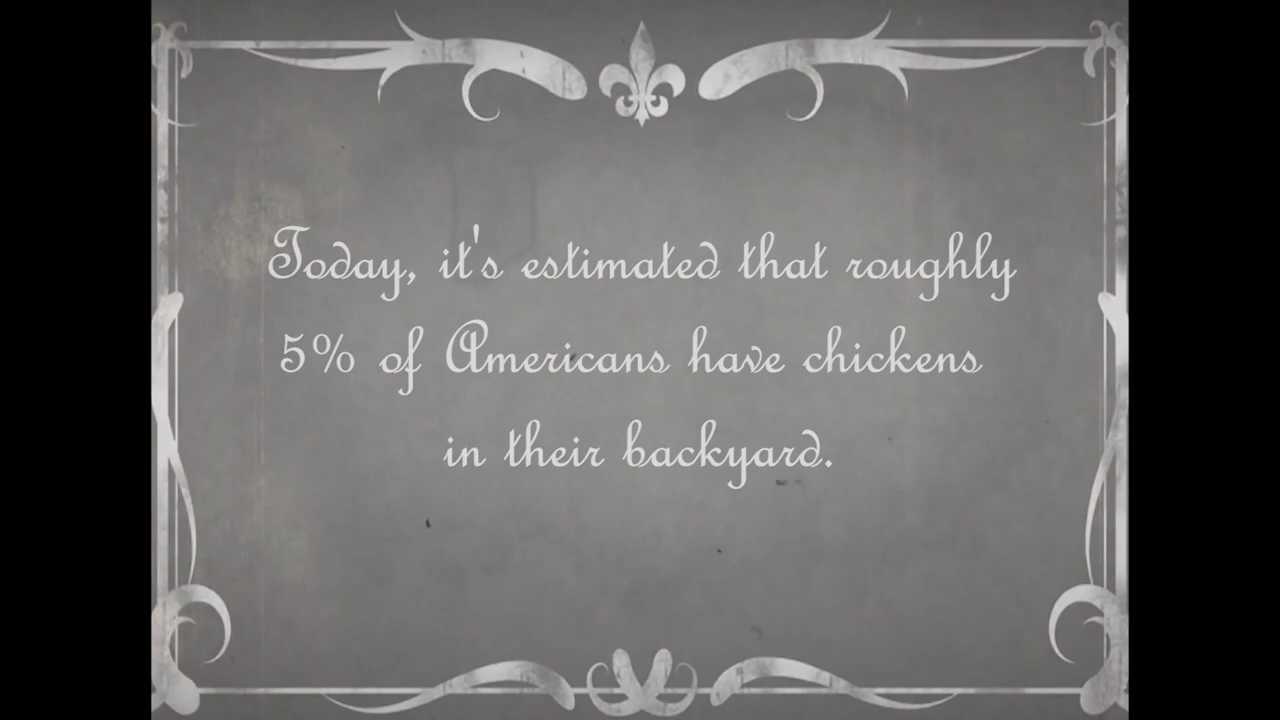 Today, it's estimated that roughly
5% of Americans have chickens
in their backyard.